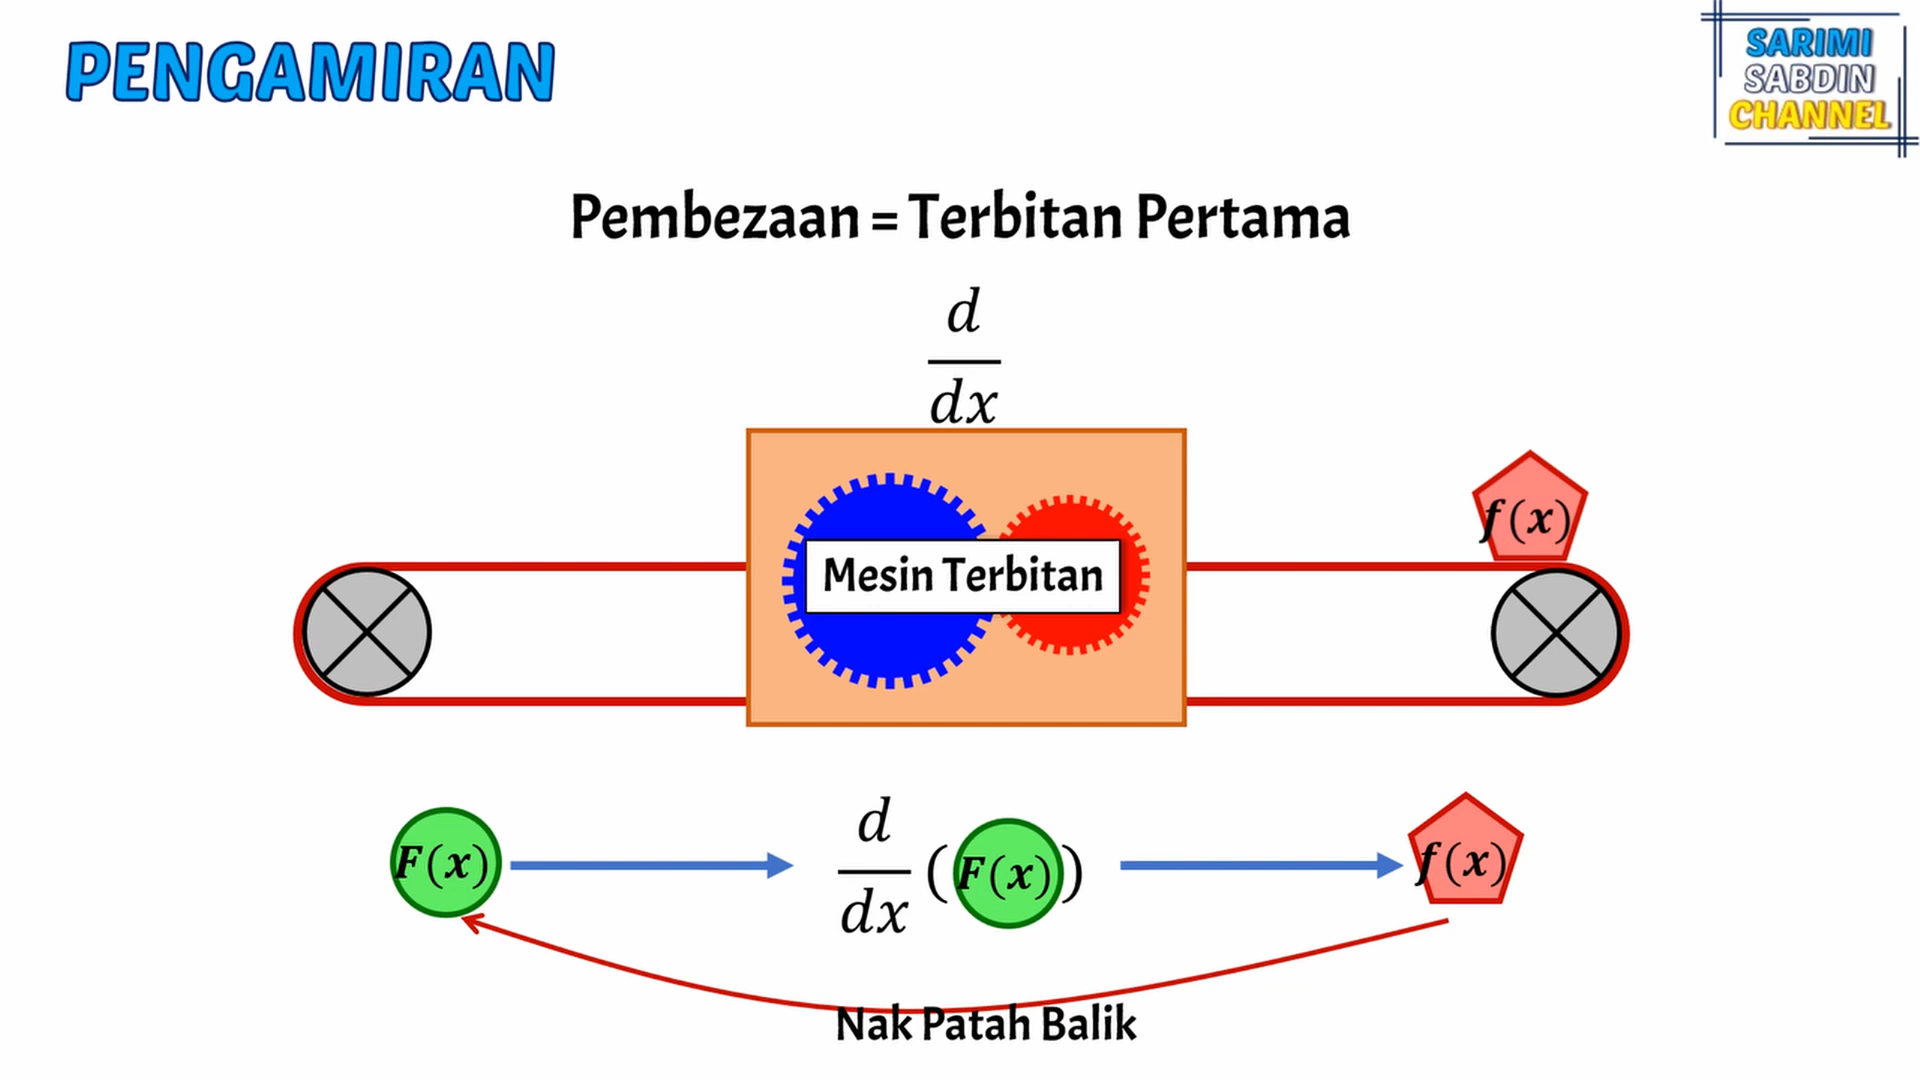 PENGAMIRAN
SARIMI
SABDIN
CHANNEL
Pembezaan = Terbitan Pertama
d
dx
f(x)
Mesin Terbitan
F(x)
d
dx
(F(x))
f(x)
Nak Patah Balik